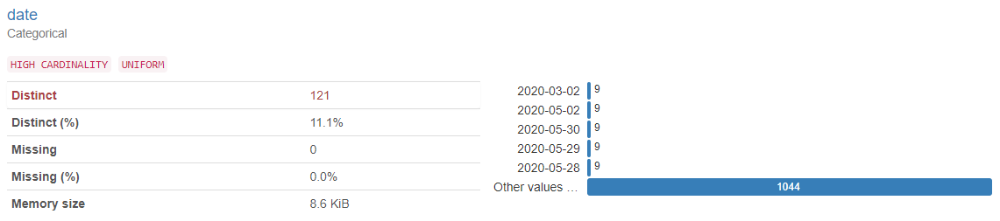 date
Categorical
HIGH CARDINALITY UNIFORM
Distinct 121
Distinct (%) 11.1%
Missing 0
Missing (%) 0.0%
Memory size 8.6 KiB
2020-03-02 9
2020-05-02 9
2020-05-30 9
2020-05-29 9
2020-05-28 9
Other values ... 1044